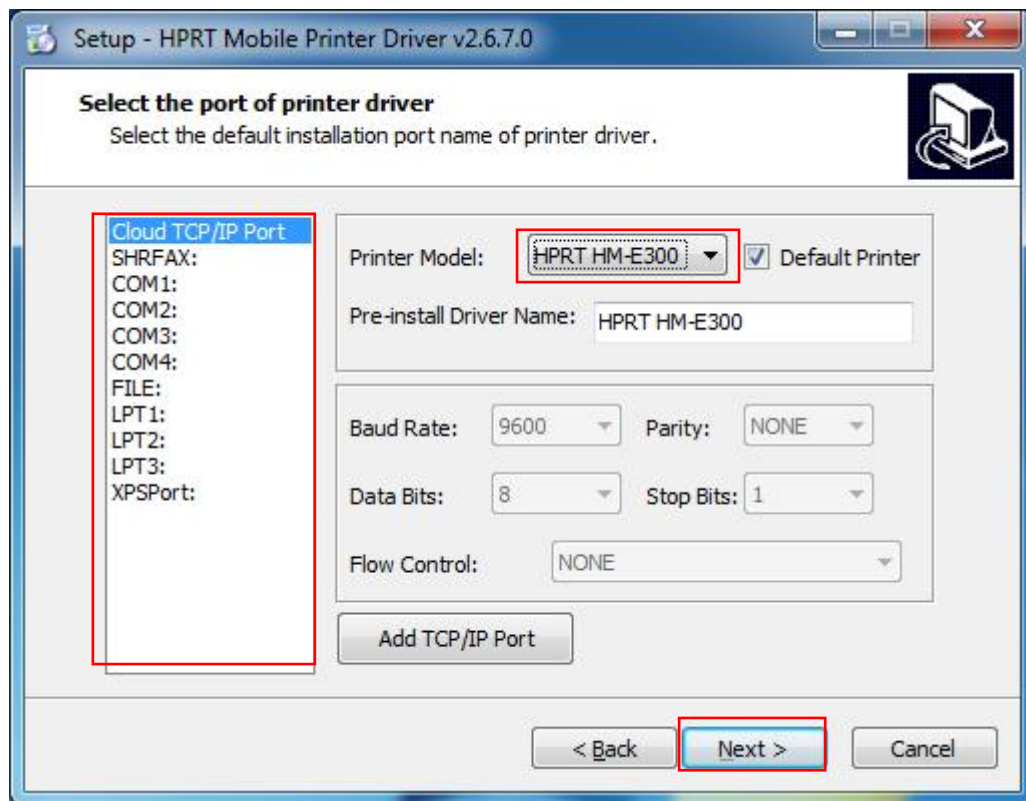 Setup - HPRT Mobile Printer Driver v2.6.7.0
Select the port of printer driver
Select the default installation port name of printer driver.
Cloud TCP/IP Port
SHRFAX:
COM1:
COM2:
COM3:
COM4:
FILE:
LPT1:
LPT2:
LPT3:
XPSPort:
Printer Model: HPRT HM-E300 Default Printer
Pre-install Driver Name: HPRT HM-E300
Baud Rate: 9600 Parity: NONE
Data Bits: 8 Stop Bits: 1
Flow Control: NONE
Add TCP/IP Port
< Back Next > Cancel